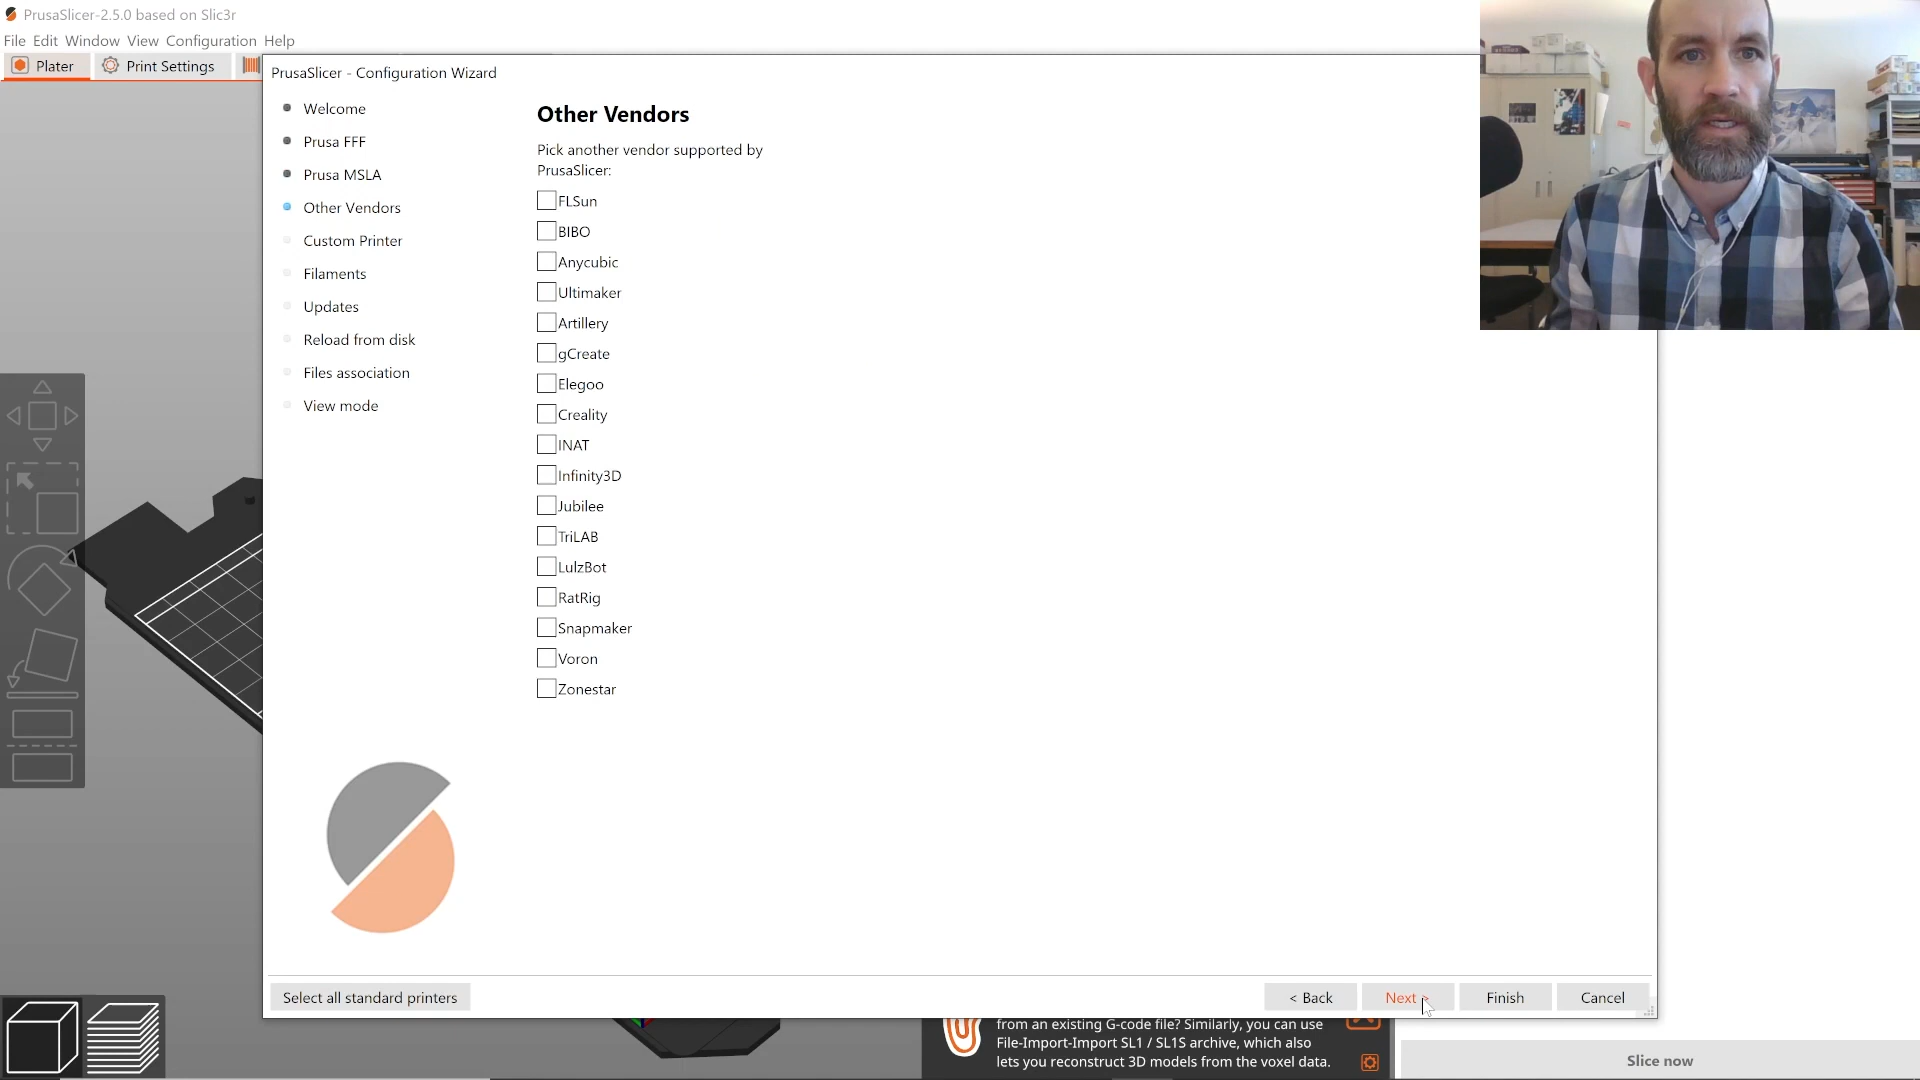 PrusaSlicer-2.5.0 based on Slic3r
File Edit Window View Configuration Help
Plater
Print Settings
PrusaSlicer - Configuration Wizard
Welcome
Prusa FFF
Prusa MSLA
Other Vendors
Custom Printer
Filaments
Updates
Reload from disk
Files association
View mode
Other Vendors
Pick another vendor supported by
PrusaSlicer:
FLSun
BIBO
Anycubic
Ultimaker
Artillery
gCreate
Elegoo
Creality
INAT
Infinity3D
Jubilee
TriLAB
LulzBot
RatRig
Snapmaker
Voron
Zonestar
Select all standard printers
< Back
Next >
Finish
Cancel
from an existing G-code file? Similarly, you can use
File-Import-Import SL1 / SL1S archive, which also
lets you reconstruct 3D models from the voxel data.
Slice now